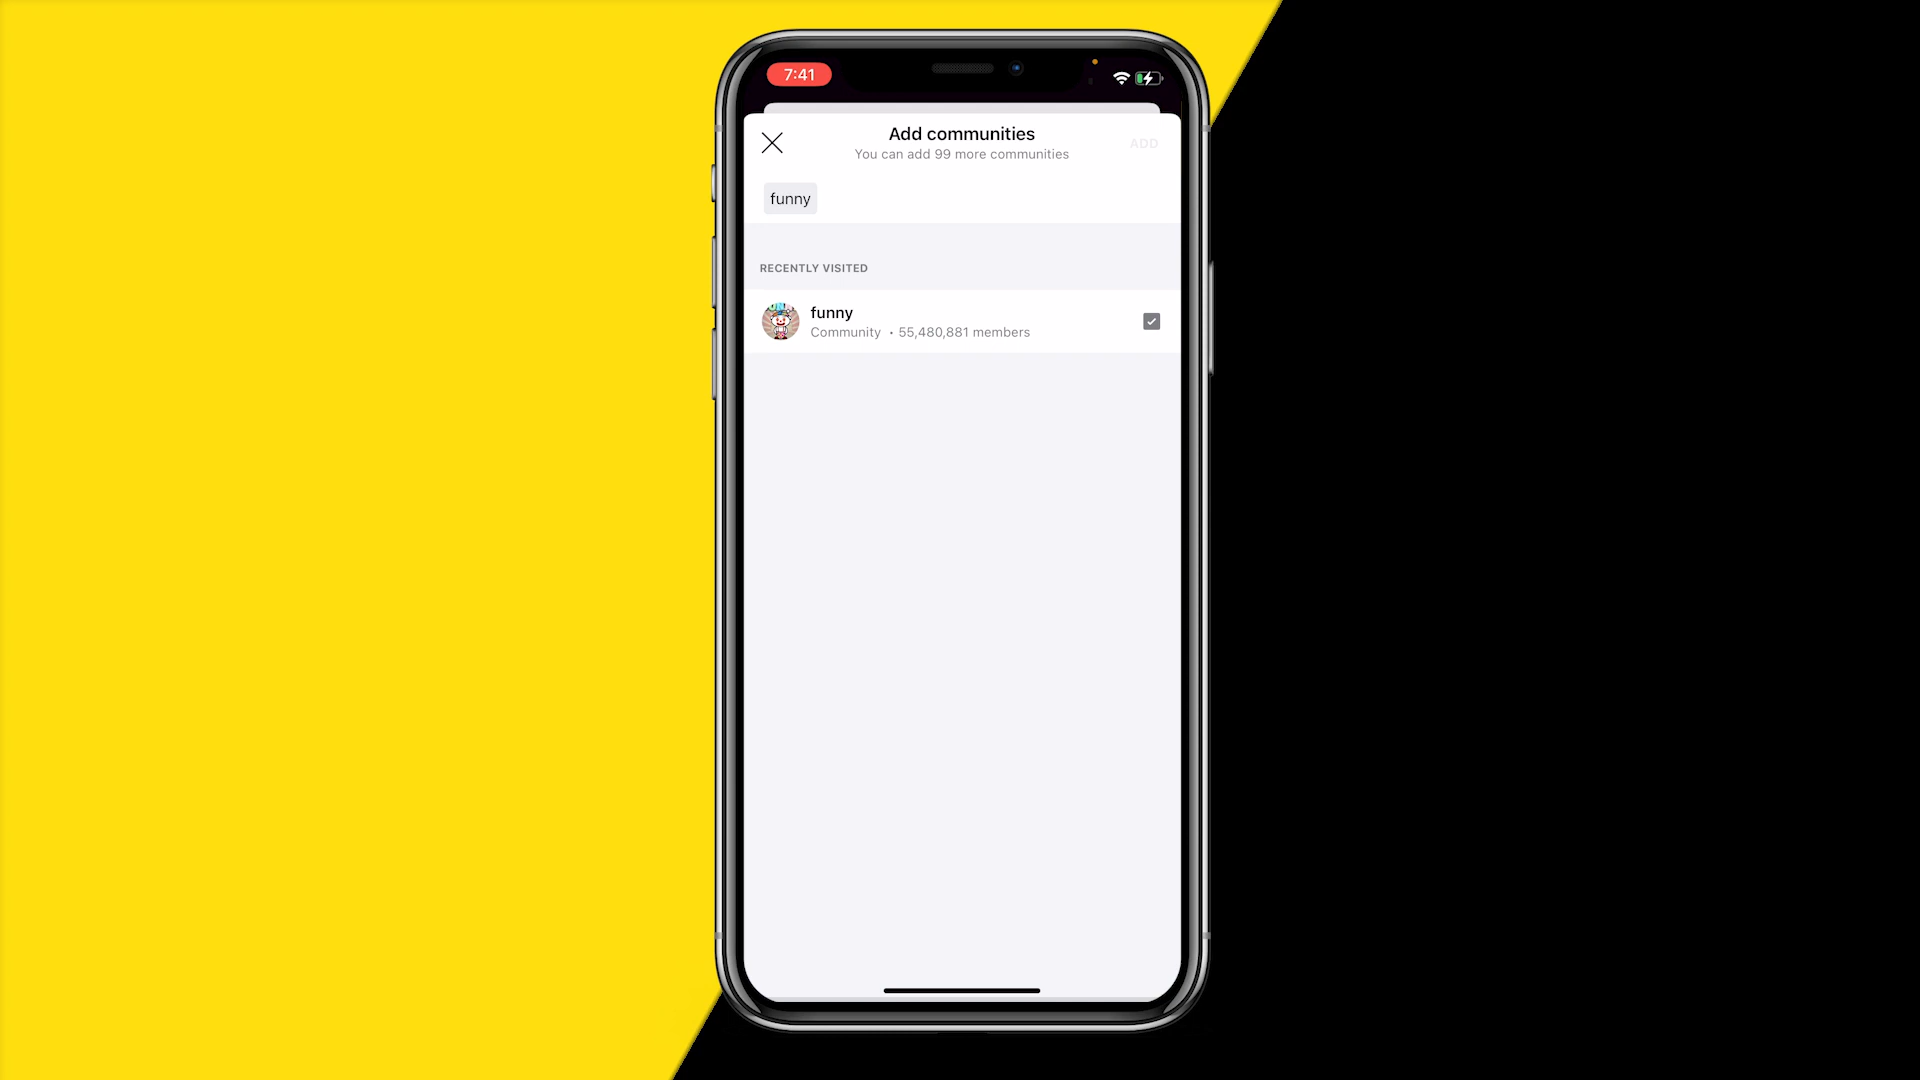 7:41
Add communities
You can add 99 more communities
ADD
funny
RECENTLY VISITED
funny
Community • 55,480,881 members